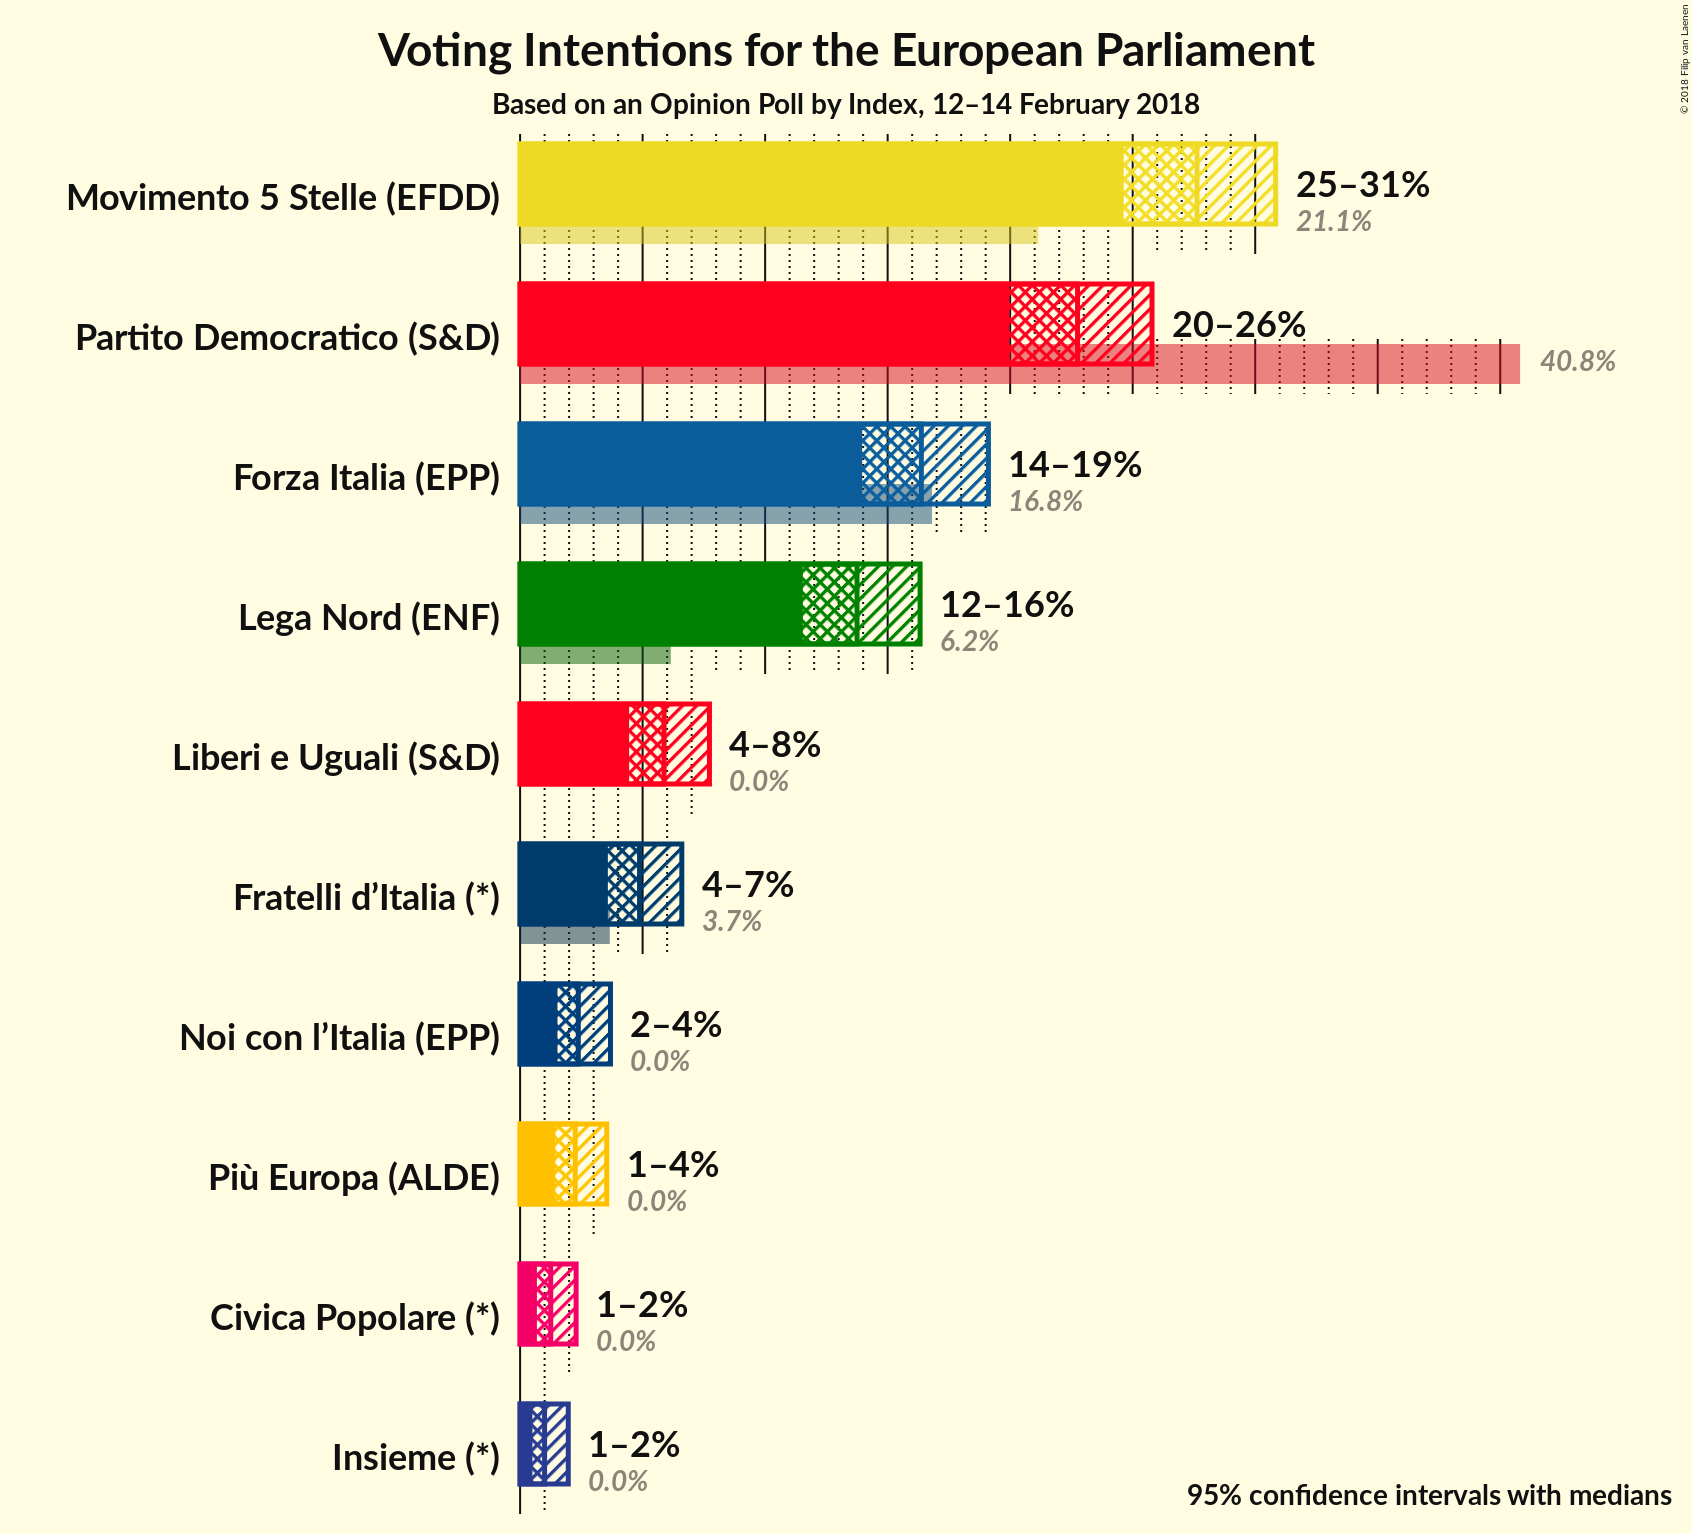 Voting Intentions for the European Parliament
Based on an Opinion Poll by Index, 12–14 February 2018
© 2018 Filip van Laenen
Movimento 5 Stelle (EFDD)
25–31%
21.1%
Partito Democratico (S&D)
20–26%
40.8%
Forza Italia (EPP)
14–19%
16.8%
Lega Nord (ENF)
12–16%
6.2%
Liberi e Uguali (S&D)
4–8%
0.0%
Fratelli d’Italia (*)
4–7%
3.7%
Noi con l’Italia (EPP)
2–4%
0.0%
Più Europa (ALDE)
1–4%
0.0%
Civica Popolare (*)
1–2%
0.0%
Insieme (*)
1–2%
0.0%
95% confidence intervals with medians